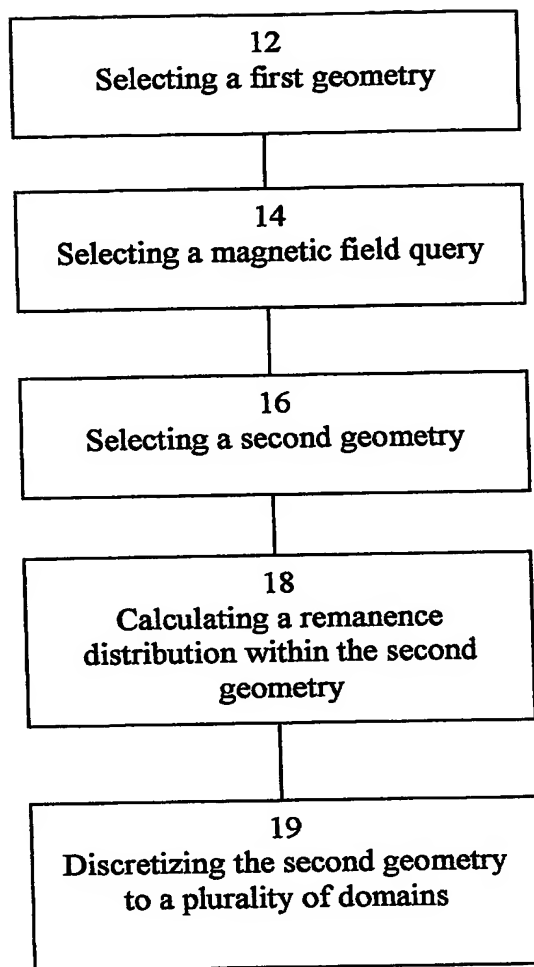 12
Selecting a first geometry
14
Selecting a magnetic field query
16
Selecting a second geometry
18
Calculating a remanence
distribution within the second
geometry
19
Discretizing the second geometry
to a plurality of domains